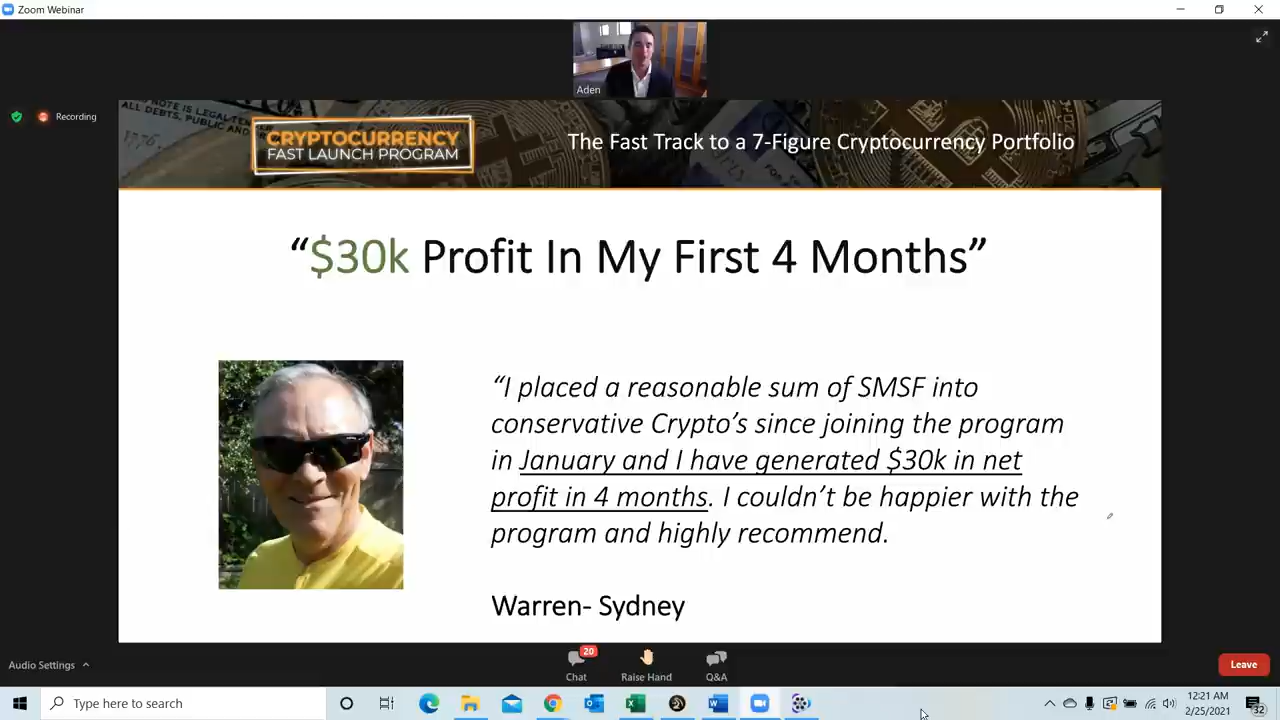 Zoom Webinar
Aden
Recording
CRYPTOCURRENCY
FAST LAUNCH PROGRAM
The Fast Track to a 7-Figure Cryptocurrency Portfolio
“$30k Profit In My First 4 Months”
“I placed a reasonable sum of SMSF into
conservative Crypto’s since joining the program
in January and I have generated $30k in net
profit in 4 months. I couldn’t be happier with the
program and highly recommend.
Warren- Sydney
Audio Settings
20
Chat
Raise Hand
Q&A
Leave
Type here to search
12:21 AM
2/25/2021
32